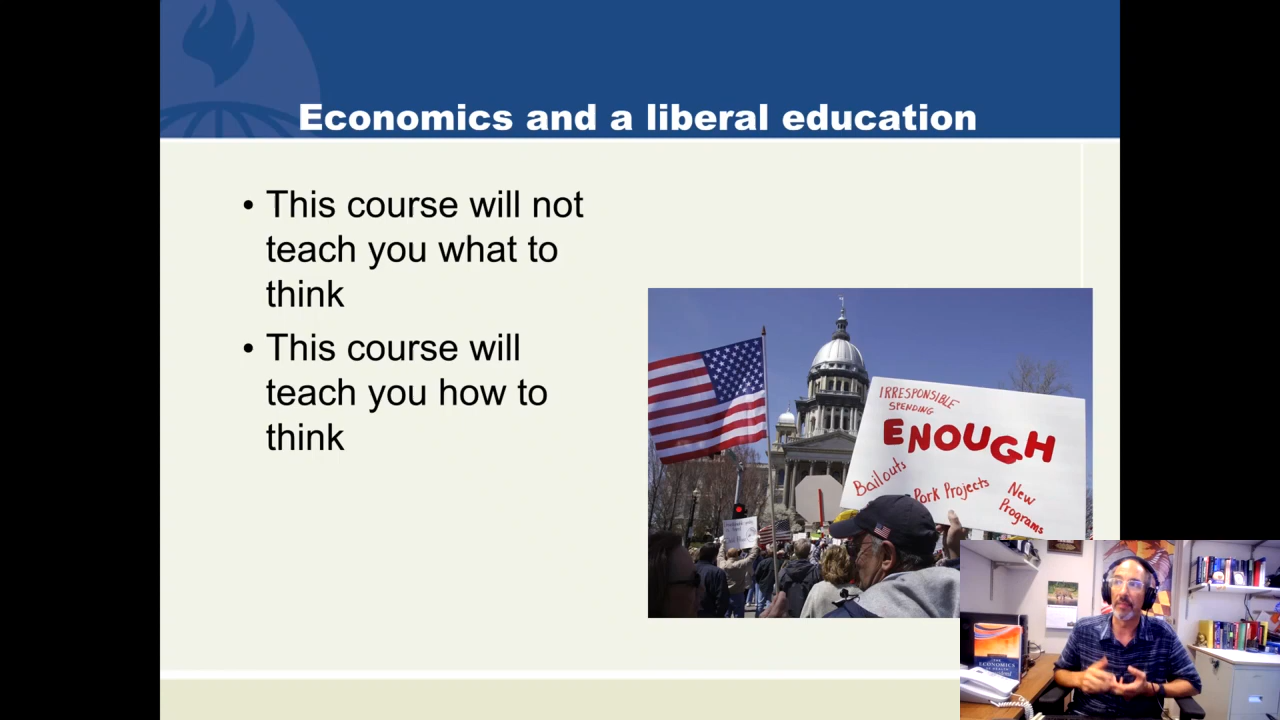 Economics and a liberal education
• This course will not
teach you what to
think
• This course will
teach you how to
think
IRRESPONSIBLE
SPENDING
ENOUGH
Bailouts
Pork Projects
New
Programs
ECONOMICS